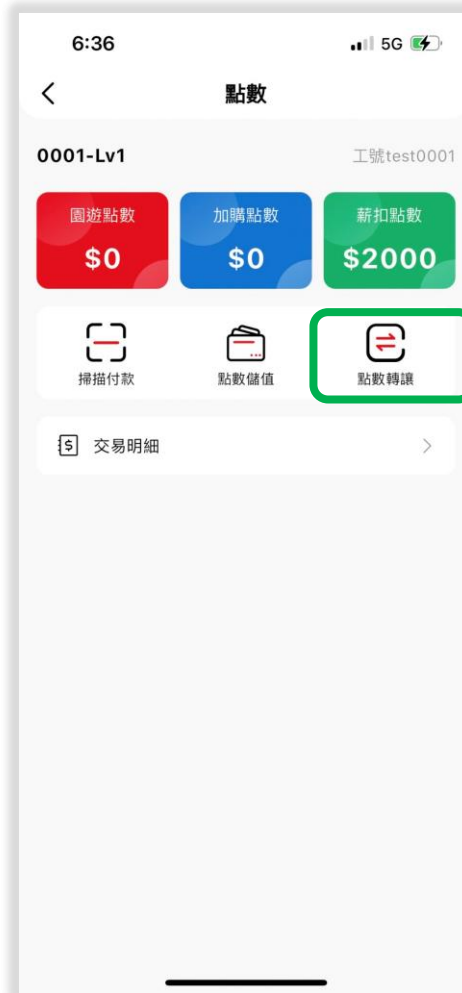 6:36
5G
點數
0001-Lv1
工號test0001
園遊點數
加購點數
薪扣點數
$0
$0
$2000
掃描付款
點數儲值
點數轉讓
交易明細